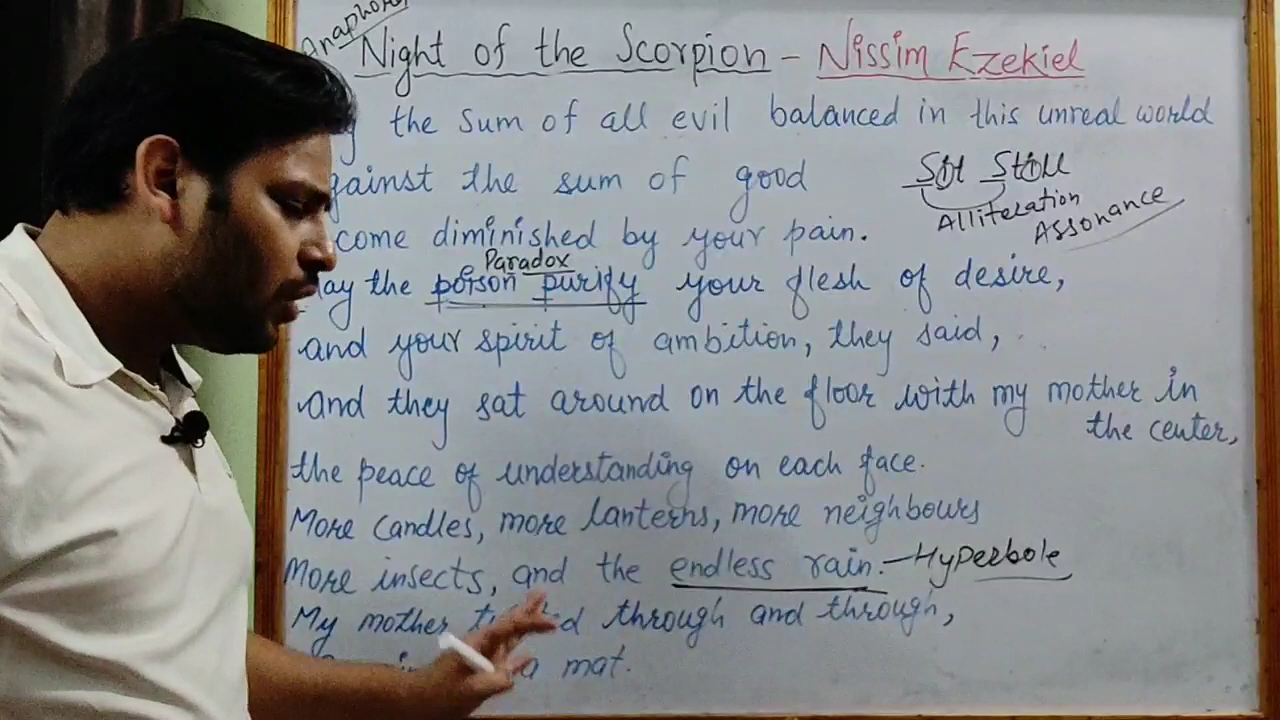 Anaphora
Night of the Scorpion - Nissim Ezekiel
the sum of all evil balanced in this unreal world
gainst the sum of good
Sit Still
Alliteration
Assonance
come diminished by your pain.
Paradox
ay the poison purify your flesh of desire,
and your spirit of ambition, they said,
And they sat around on the floor with my mother in
the center,
the peace of understanding on each face.
More candles, more lanterns, more neighbours
More insects, and the endless rain. - Hyperbole
My mother through and through,
a mat.